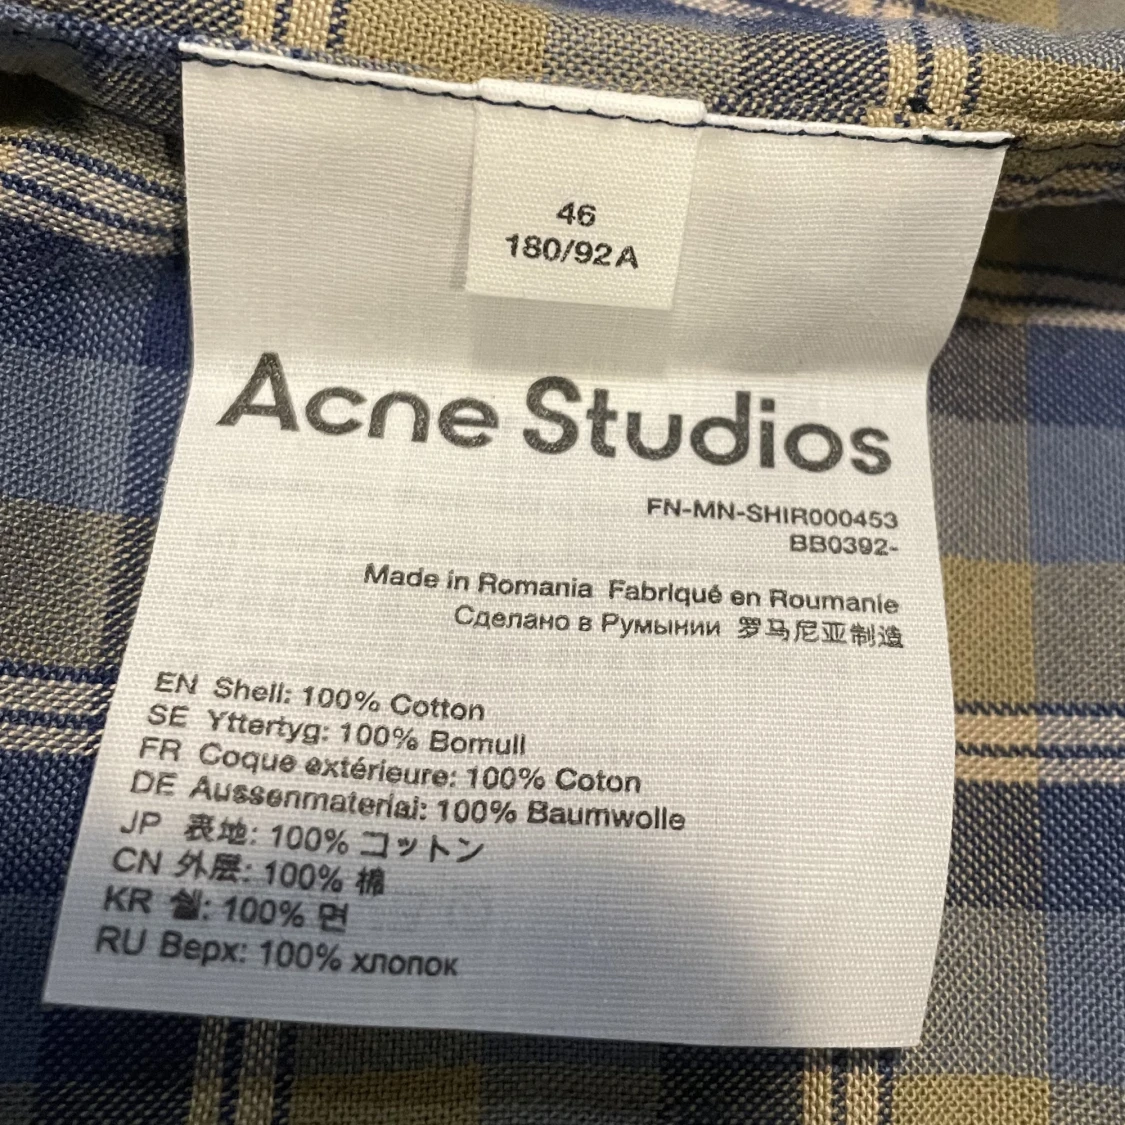 46
180/92A
Acne Studios
FN-MN-SHIR000453
BB0392-
Made in Romania Fabriqué en Roumanie
Сделано в Румынии 罗马尼亚制造
EN Shell: 100% Cotton
SE Yttertyg: 100% Bomull
FR Coque extérieure: 100% Coton
DE Aussenmaterial: 100% Baumwolle
JP 表地: 100% コットン
CN 外层: 100% 棉
KR 쉘: 100% 면
RU Верх: 100% хлопок